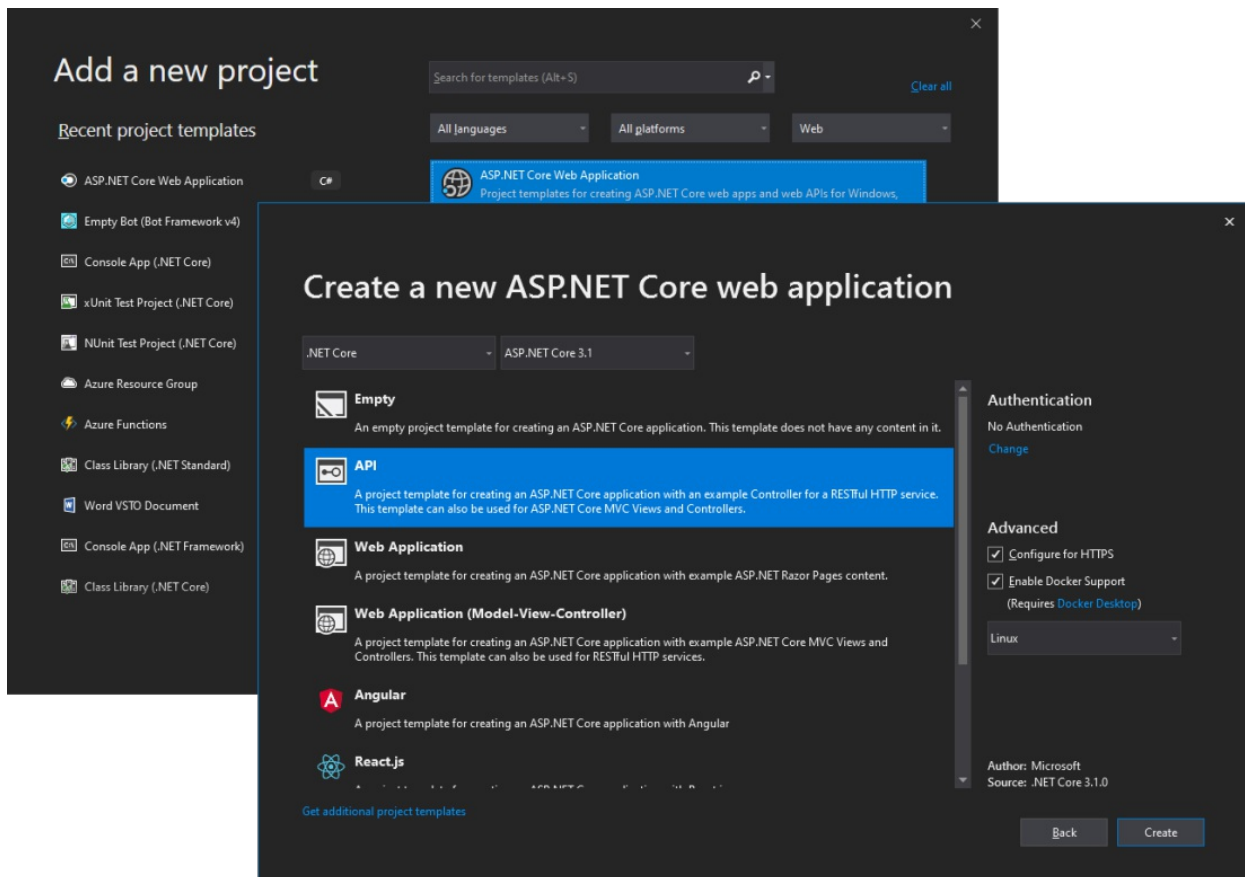 Add a new project
Search for templates (Alt+S)
Clear all
Recent project templates
All languages
All platforms
Web
ASP.NET Core Web Application
C#
Empty Bot (Bot Framework v4)
Console App (.NET Core)
xUnit Test Project (.NET Core)
NUnit Test Project (.NET Core)
Azure Resource Group
Azure Functions
Class Library (.NET Standard)
Word VSTO Document
Console App (.NET Framework)
Class Library (.NET Core)
ASP.NET Core Web Application
Project templates for creating ASP.NET Core web apps and web APIs for Windows,
Create a new ASP.NET Core web application
.NET Core
ASP.NET Core 3.1
Empty
An empty project template for creating an ASP.NET Core application. This template does not have any content in it.
API
A project template for creating an ASP.NET Core application with an example Controller for a RESTful HTTP service.
This template can also be used for ASP.NET Core MVC Views and Controllers.
Web Application
A project template for creating an ASP.NET Core application with example ASP.NET Razor Pages content.
Web Application (Model-View-Controller)
A project template for creating an ASP.NET Core application with example ASP.NET Core MVC Views and
Controllers. This template can also be used for RESTful HTTP services.
Angular
A project template for creating an ASP.NET Core application with Angular
React.js
Get additional project templates
Authentication
No Authentication
Change
Advanced
Configure for HTTPS
Enable Docker Support
(Requires Docker Desktop)
Linux
Author: Microsoft
Source: .NET Core 3.1.0
Back
Create